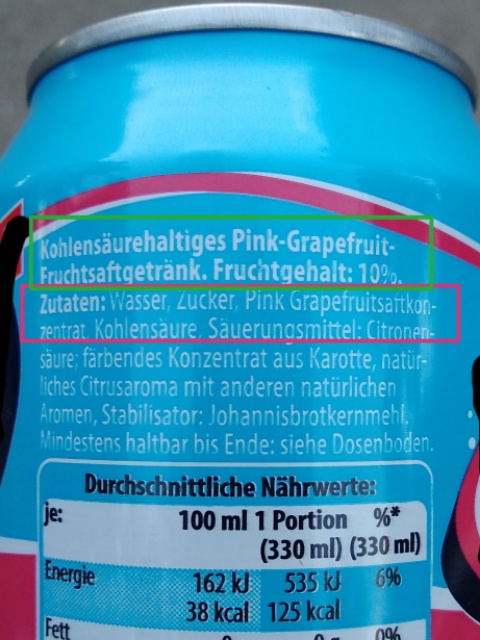 Kohlensäurehaltiges Pink-Grapefruit-
Fruchtsaftgetränk. Fruchtgehalt: 10%.
Zutaten: Wasser, Zucker, Pink Grapefruitsaftkon-
zentrat, Kohlensäure, Säuerungsmittel: Citronen-
säure; färbendes Konzentrat aus Karotte, natür-
liches Citrusaroma mit anderen natürlichen
Aromen, Stabilisator: Johannisbrotkernmehl.
Mindestens haltbar bis Ende: siehe Dosenboden.
Durchschnittliche Nährwerte:
je: 100 ml 1 Portion %*
(330 ml) (330 ml)
Energie 162 kJ 535 kJ 6%
38 kcal 125 kcal
Fett 0%